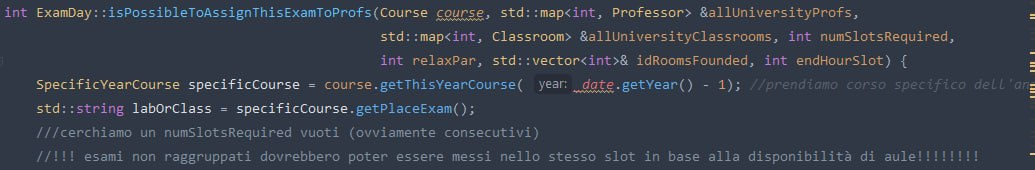 int ExamDay::isPossibleToAssignThisExamToProfs(Course course, std::map<int, Professor> &allUniversityProfs,
std::map<int, Classroom> &allUniversityClassrooms, int numSlotsRequired,
int relaxPar, std::vector<int>& idRoomsFounded, int endHourSlot) {
SpecificYearCourse specificCourse = course.getThisYearCourse( year: _date.getYear() - 1); //prendiamo corso specifico dell'an
std::string labOrClass = specificCourse.getPlaceExam();
///cerchiamo un numSlotsRequired vuoti (ovviamente consecutivi)
//!!! esami non raggruppati dovrebbero poter essere messi nello stesso slot in base alla disponibilità di aule!!!!!!!!